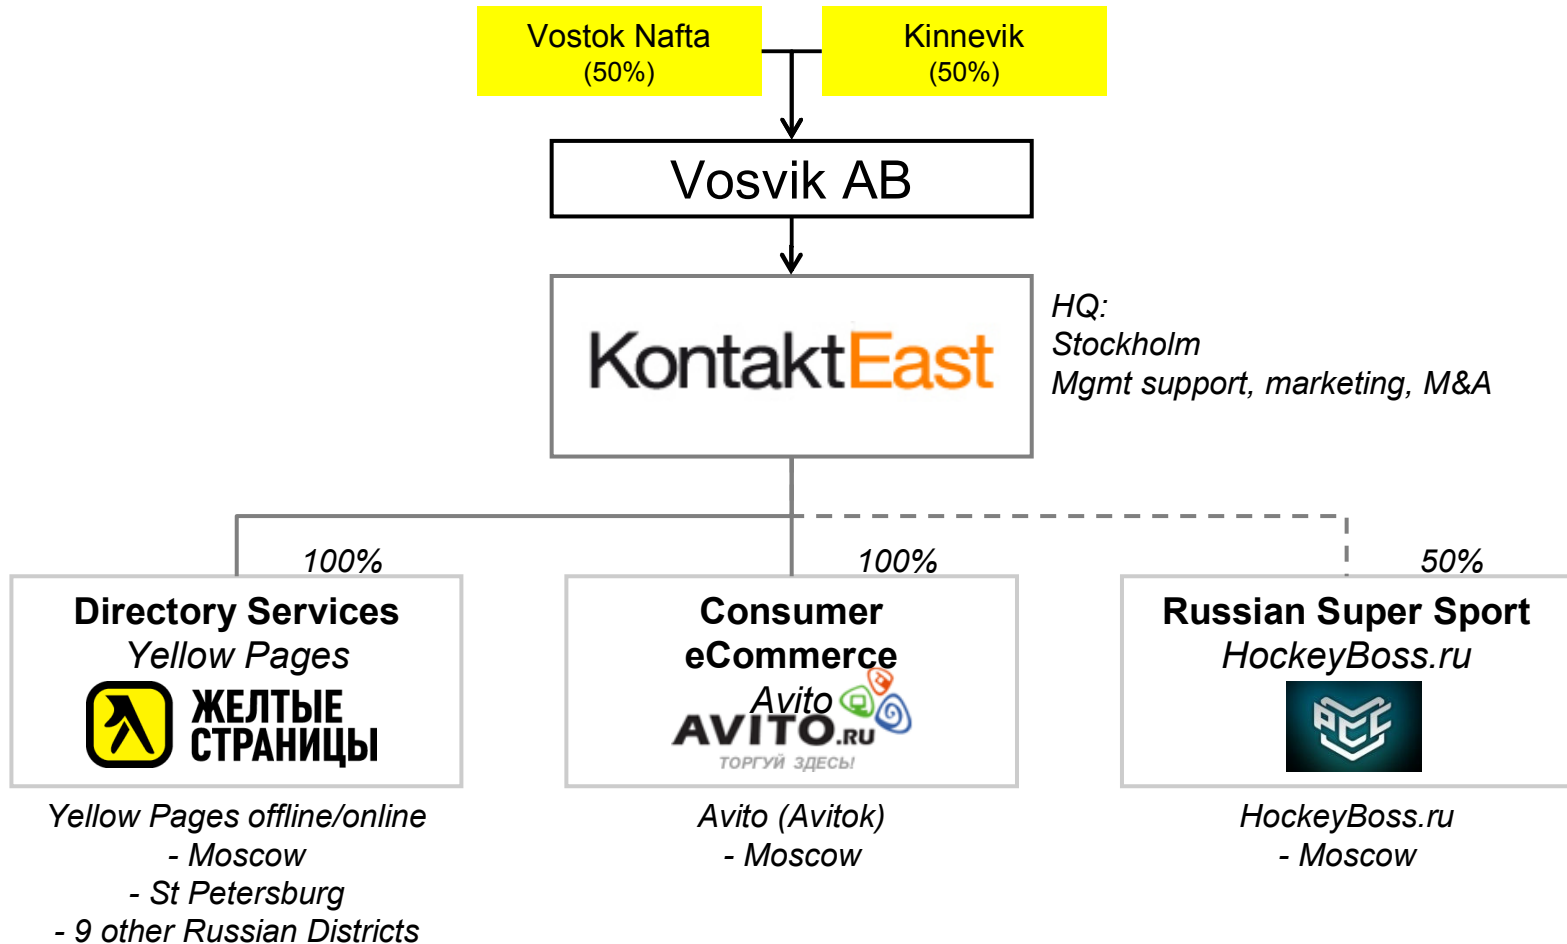 Vostok Nafta
(50%)
Kinnevik
(50%)
Vosvik AB
KontaktEast
HQ:
Stockholm
Mgmt support, marketing, M&A
100%
100%
50%
Directory Services
Yellow Pages
ЖЕЛТЫЕ
СТРАНИЦЫ
Consumer
eCommerce
Avito
AVITO.RU
ТОРГУЙ ЗДЕСЬ!
Russian Super Sport
HockeyBoss.ru
РСС
Yellow Pages offline/online
- Moscow
- St Petersburg
- 9 other Russian Districts
Avito (Avitok)
- Moscow
HockeyBoss.ru
- Moscow